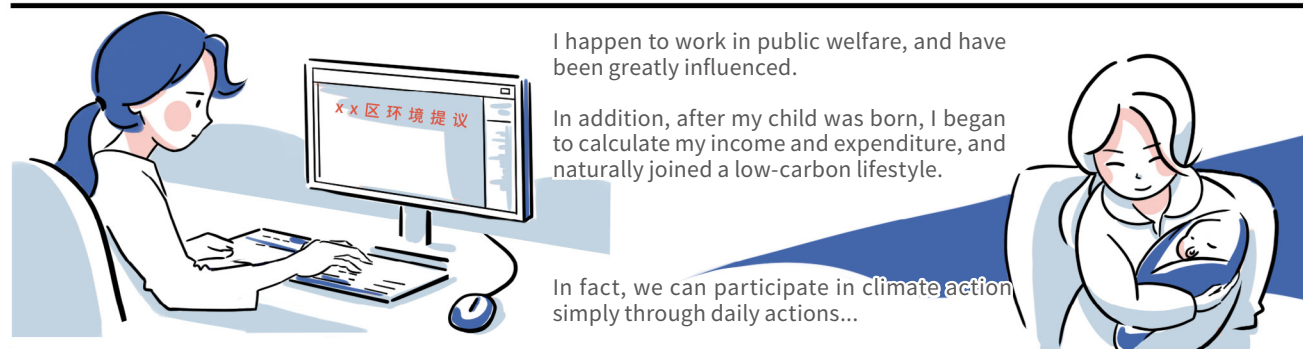 xx区环境提议
I happen to work in public welfare, and have
been greatly influenced.
In addition, after my child was born, I began
to calculate my income and expenditure, and
naturally joined a low-carbon lifestyle.
In fact, we can participate in climate action
simply through daily actions...